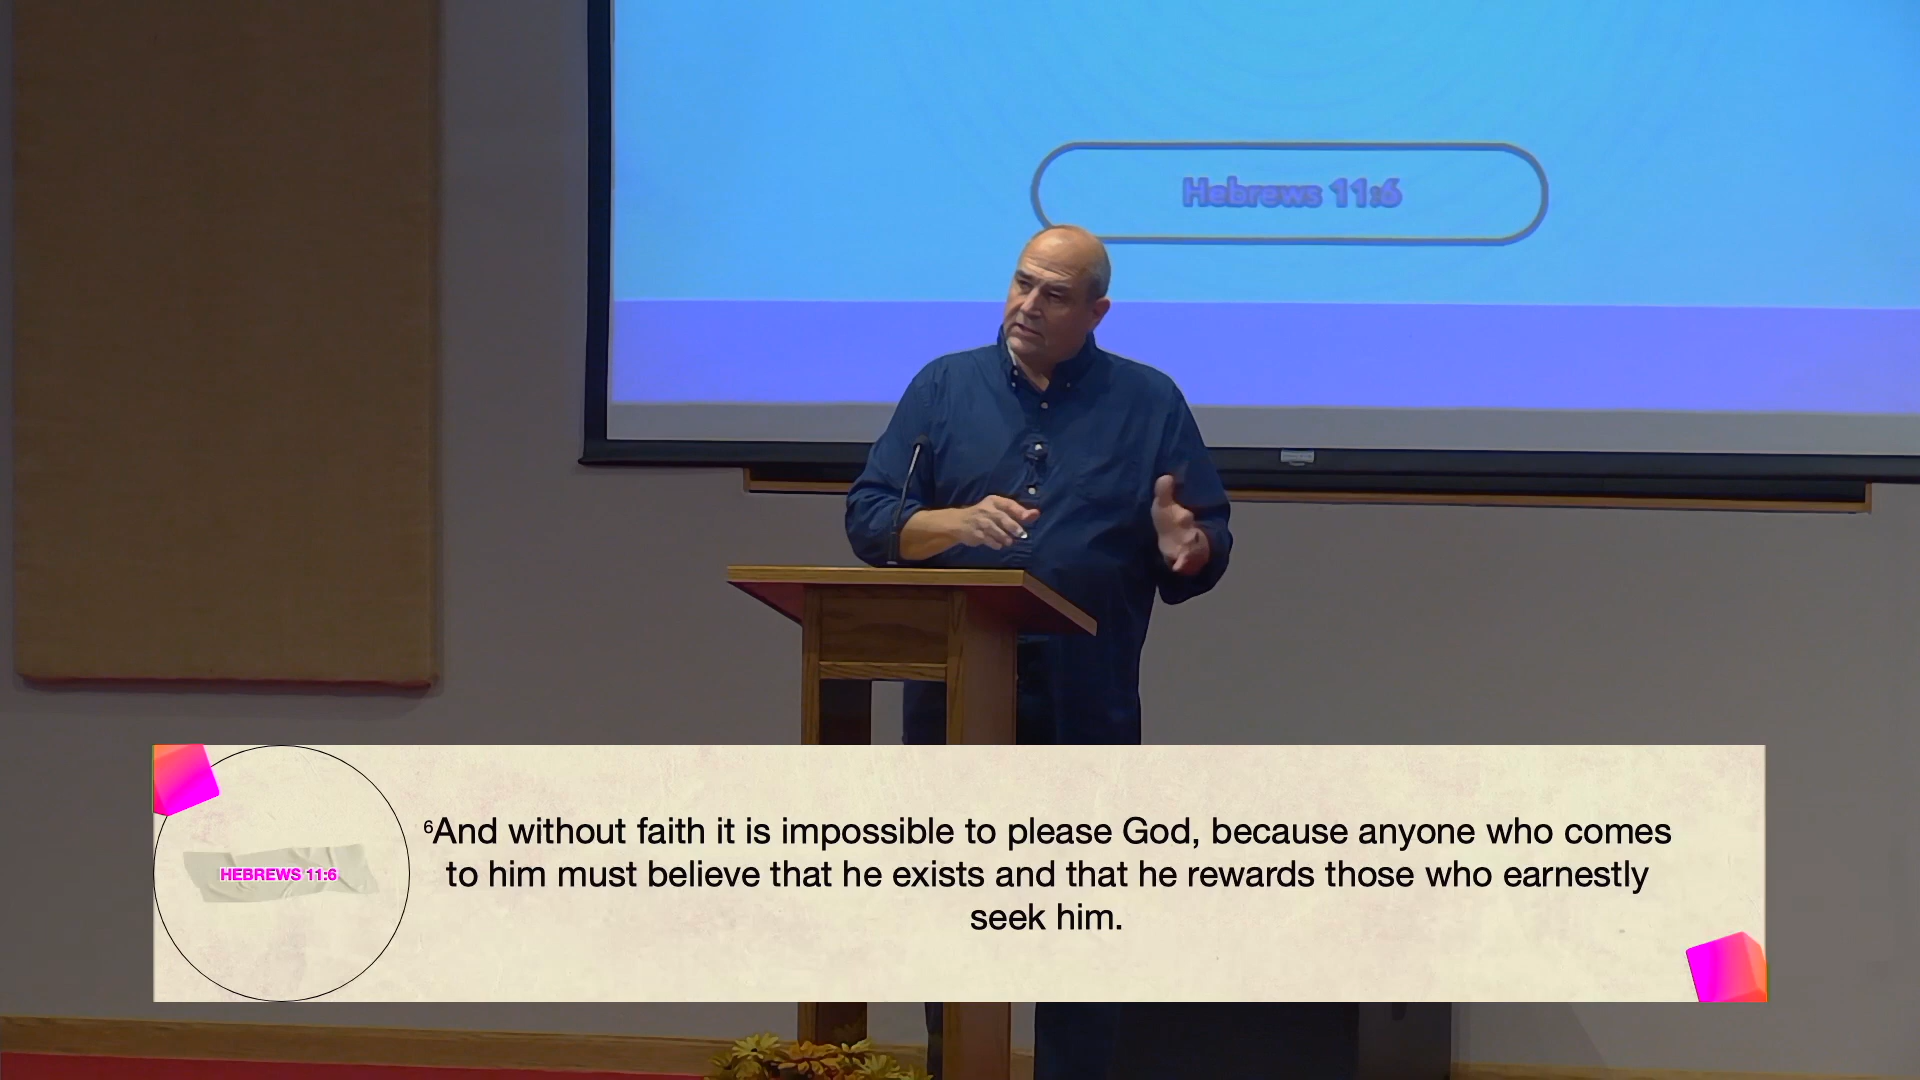 Hebrews 11:6
HEBREWS 11:6
⁶And without faith it is impossible to please God, because anyone who comes
to him must believe that he exists and that he rewards those who earnestly
seek him.